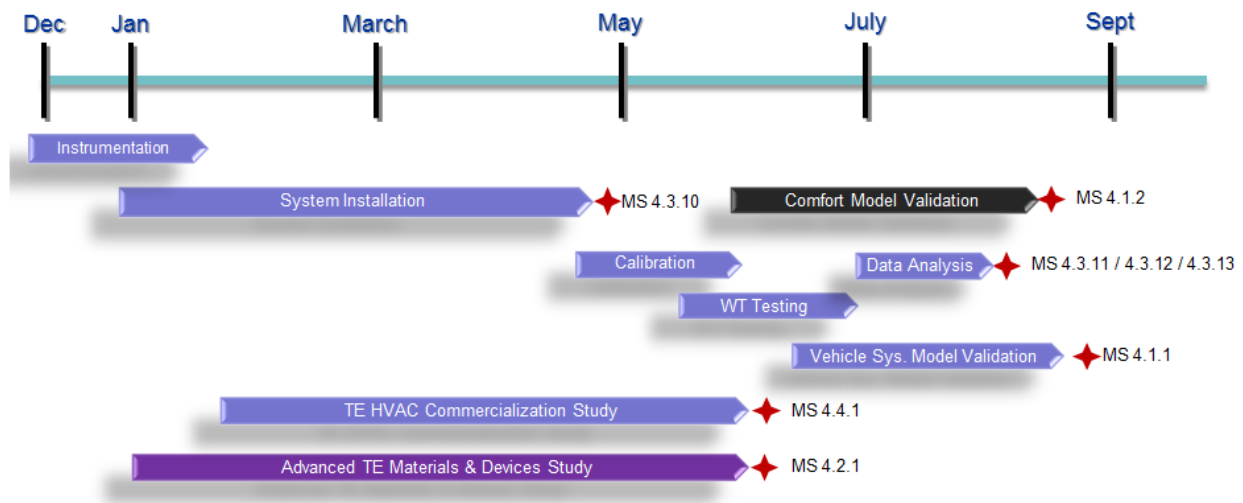 Dec Jan March May July Sept
Instrumentation
System Installation MS 4.3.10 Comfort Model Validation MS 4.1.2
Calibration Data Analysis MS 4.3.11 / 4.3.12 / 4.3.13
WT Testing
Vehicle Sys. Model Validation MS 4.1.1
TE HVAC Commercialization Study MS 4.4.1
Advanced TE Materials & Devices Study MS 4.2.1